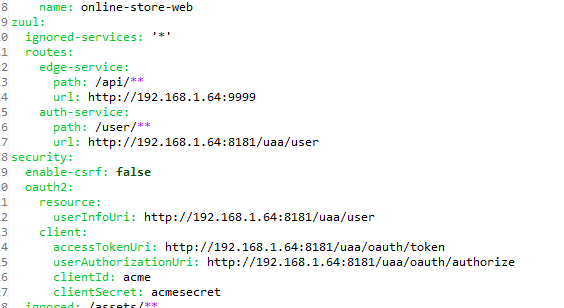 8 name: online-store-web
9 zuul:
0 ignored-services: '*'
1 routes:
2 edge-service:
3 path: /api/**
4 url: http://192.168.1.64:9999
5 auth-service:
6 path: /user/**
7 url: http://192.168.1.64:8181/uaa/user
8 security:
9 enable-csrf: false
0 oauth2:
1 resource:
2 userInfoUri: http://192.168.1.64:8181/uaa/user
3 client:
4 accessTokenUri: http://192.168.1.64:8181/uaa/oauth/token
5 userAuthorizationUri: http://192.168.1.64:8181/uaa/oauth/authorize
6 clientId: acme
7 clientSecret: acmesecret
8 ignored: /assets/**